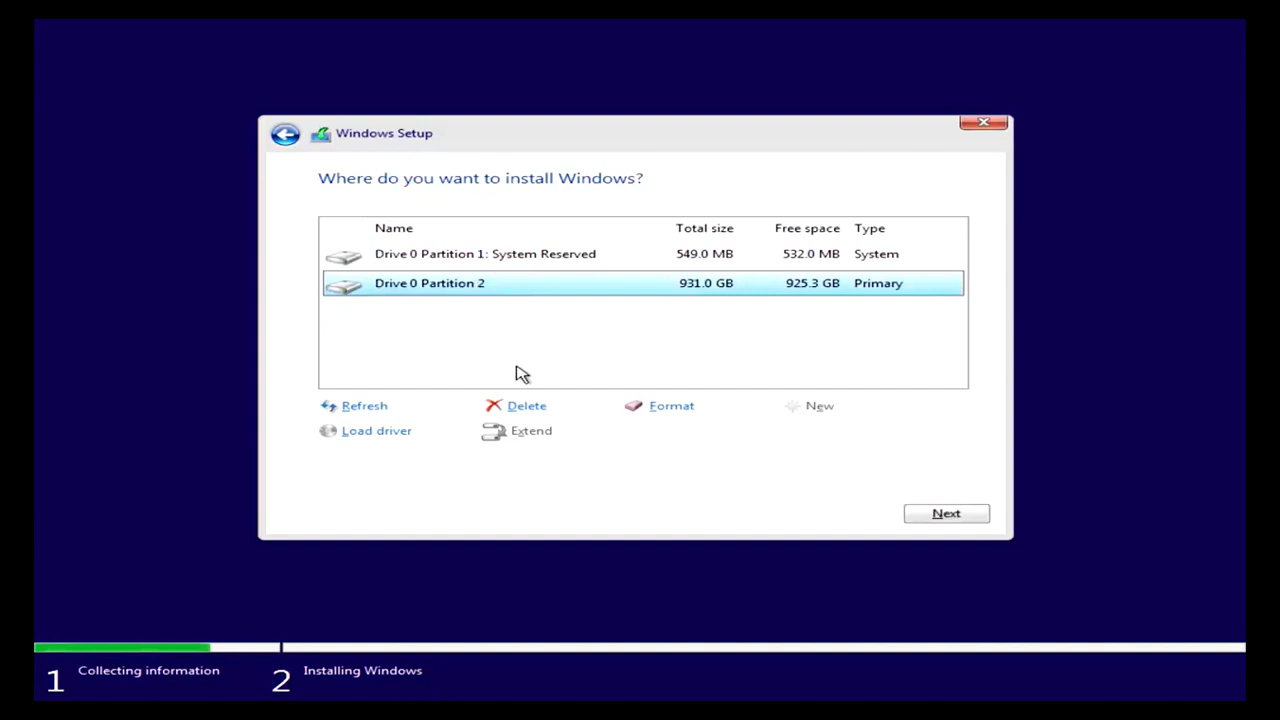 Windows Setup
Where do you want to install Windows?
Name Total size Free space Type
Drive 0 Partition 1: System Reserved 549.0 MB 532.0 MB System
Drive 0 Partition 2 931.0 GB 925.3 GB Primary
Refresh Delete Format New
Load driver Extend
Next
1 Collecting information 2 Installing Windows